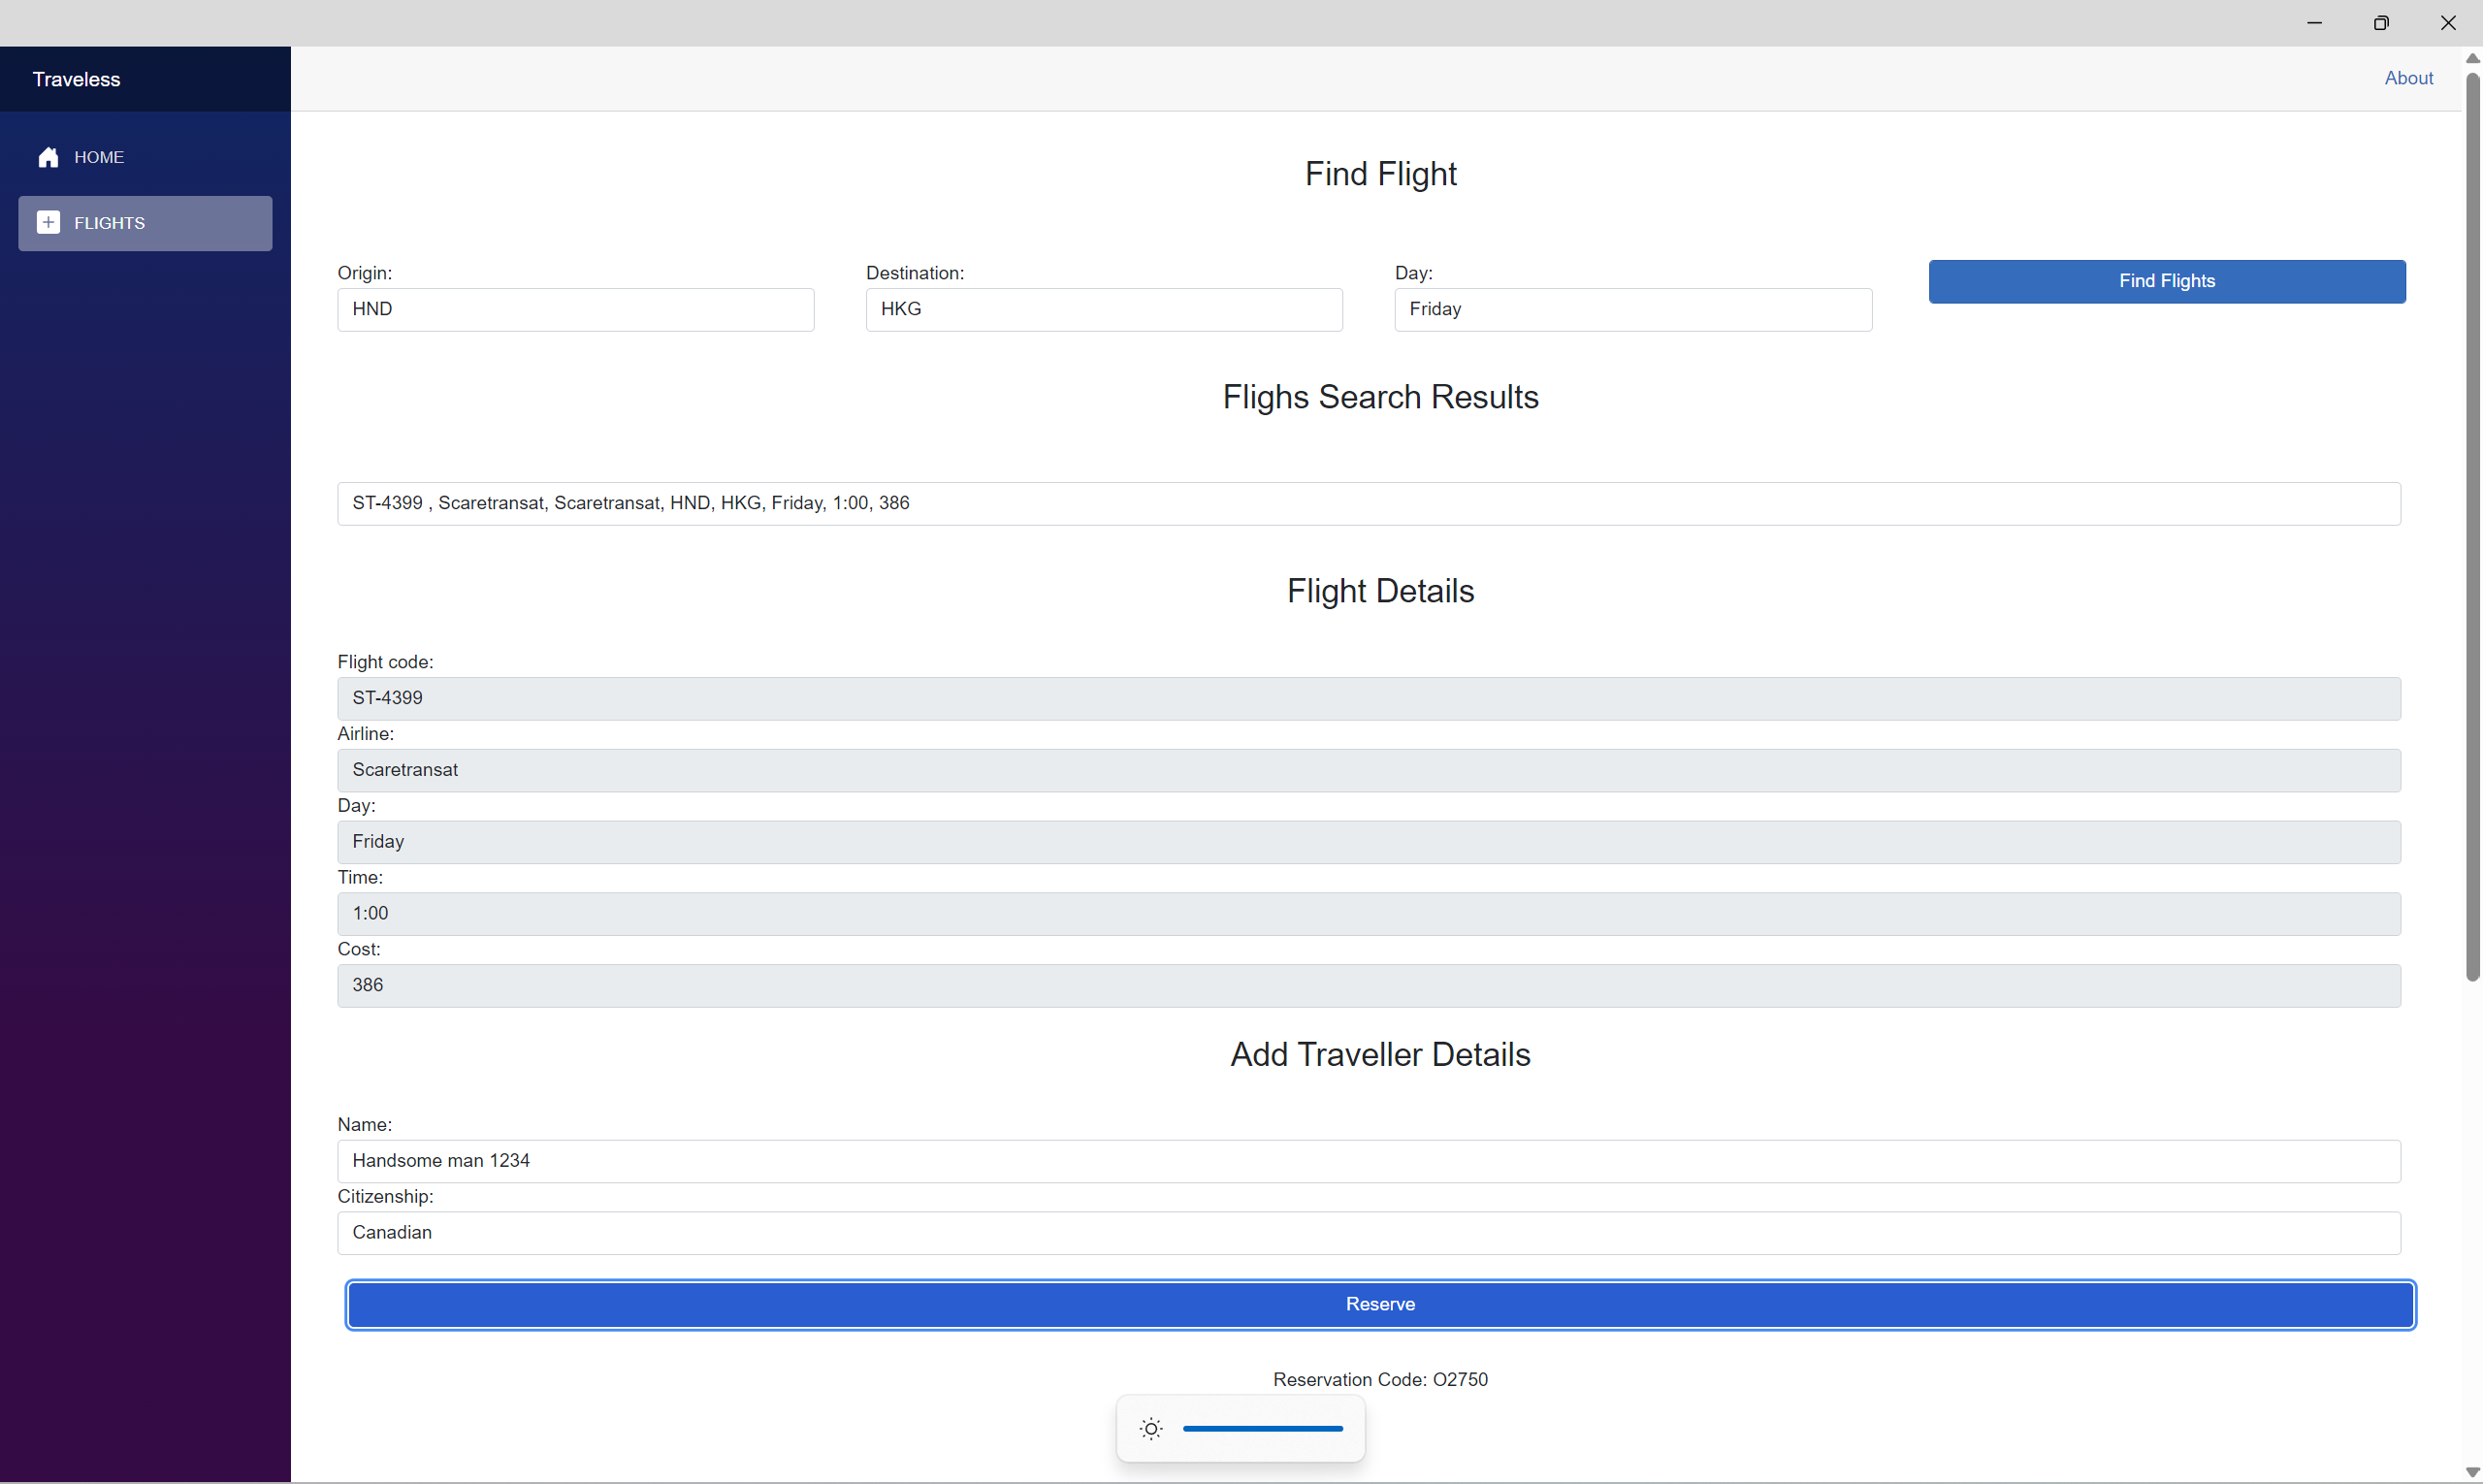 Traveless
About
HOME
FLIGHTS
Find Flight
Origin:
HND
Destination:
HKG
Day:
Friday
Find Flights
Flighs Search Results
ST-4399 , Scaretransat, Scaretransat, HND, HKG, Friday, 1:00, 386
Flight Details
Flight code:
ST-4399
Airline:
Scaretransat
Day:
Friday
Time:
1:00
Cost:
386
Add Traveller Details
Name:
Handsome man 1234
Citizenship:
Canadian
Reserve
Reservation Code: O2750